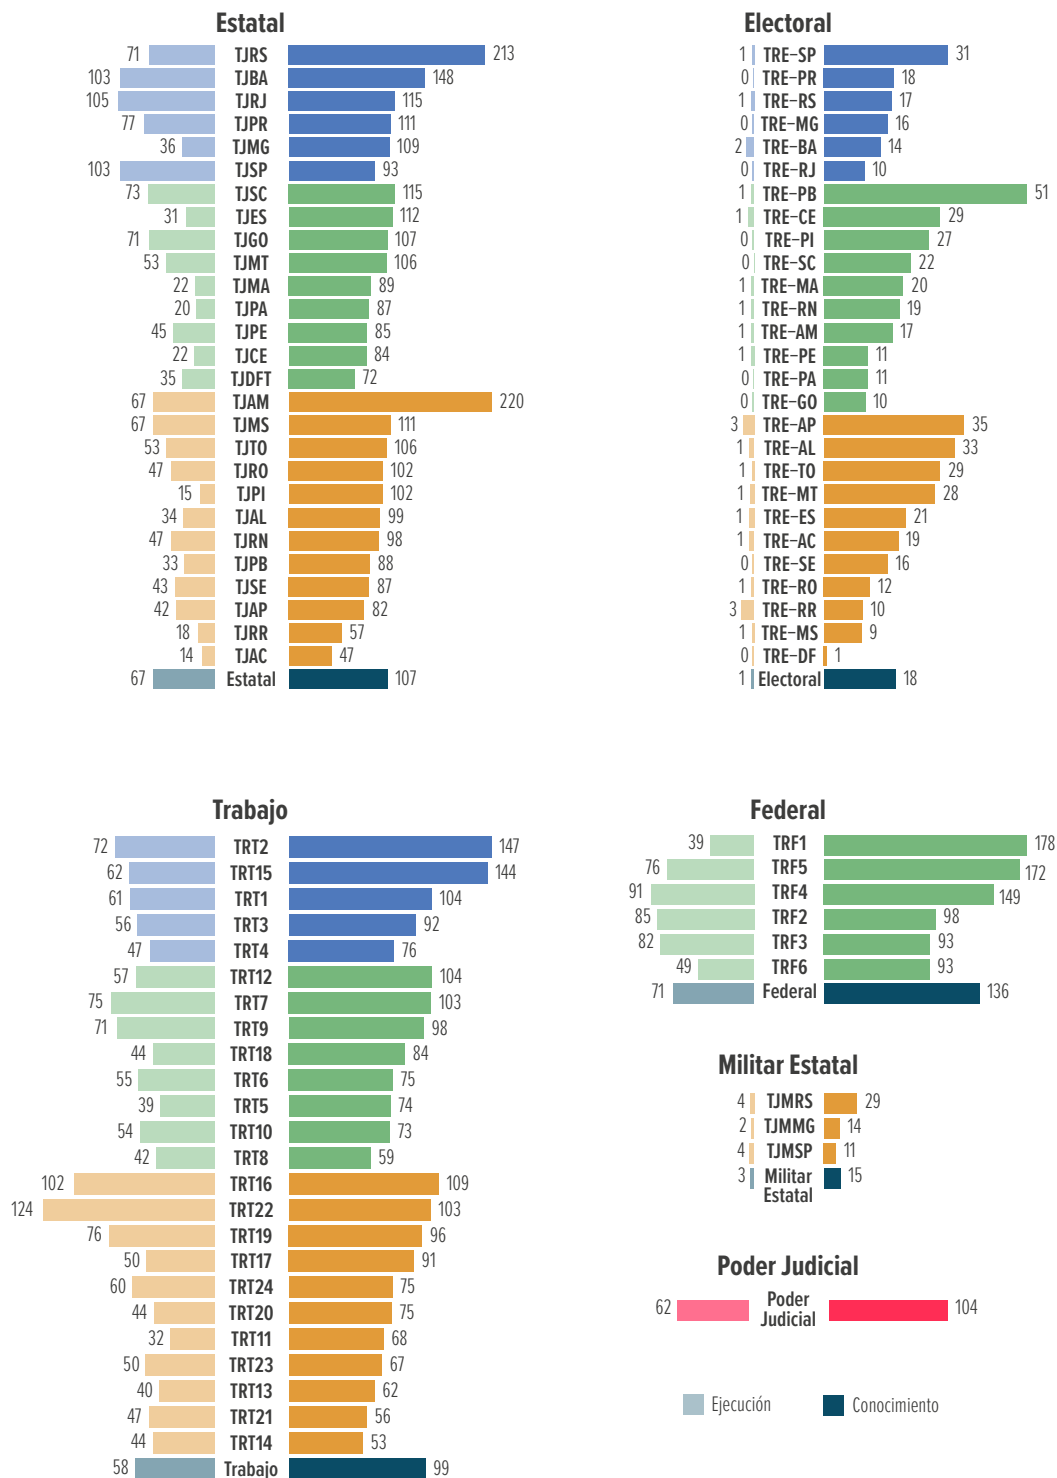 Estatal
71 TJRS 213
103 TJBA 148
105 TJRJ 115
77 TJPR 111
36 TJMG 109
103 TJSP 93
73 TJSC 115
31 TJES 112
71 TJGO 107
53 TJMT 106
22 TJMA 89
20 TJPA 87
45 TJPE 85
22 TJCE 84
35 TJDFT 72
67 TJAM 220
67 TJMS 111
53 TJTO 106
47 TJRO 102
15 TJPI 102
34 TJAL 99
47 TJRN 98
33 TJPB 88
43 TJSE 87
42 TJAP 82
18 TJRR 57
14 TJAC 47
67 Estatal 107
Electoral
1 TRE-SP 31
0 TRE-PR 18
1 TRE-RS 17
0 TRE-MG 16
2 TRE-BA 14
0 TRE-RJ 10
1 TRE-PB 51
1 TRE-CE 29
0 TRE-PI 27
0 TRE-SC 22
1 TRE-MA 20
1 TRE-RN 19
1 TRE-AM 17
1 TRE-PE 11
0 TRE-PA 11
0 TRE-GO 10
3 TRE-AP 35
1 TRE-AL 33
1 TRE-TO 29
1 TRE-MT 28
1 TRE-ES 21
1 TRE-AC 19
0 TRE-SE 16
1 TRE-RO 12
3 TRE-RR 10
1 TRE-MS 9
0 TRE-DF 1
1 Electoral 18
Trabajo
72 TRT2 147
62 TRT15 144
61 TRT1 104
56 TRT3 92
47 TRT4 76
57 TRT12 104
75 TRT7 103
71 TRT9 98
44 TRT18 84
55 TRT6 75
39 TRT5 74
54 TRT10 73
42 TRT8 59
102 TRT16 109
124 TRT22 103
76 TRT19 96
50 TRT17 91
60 TRT24 75
44 TRT20 75
32 TRT11 68
50 TRT23 67
40 TRT13 62
47 TRT21 56
44 TRT14 53
58 Trabajo 99
Federal
39 TRF1 178
76 TRF5 172
91 TRF4 149
85 TRF2 98
82 TRF3 93
49 TRF6 93
71 Federal 136
Militar Estatal
4 TJMRS 29
2 TJMMG 14
4 TJMSP 11
3 Militar 15
Estatal
Poder Judicial
62 Poder 104
Judicial
Ejecución Conocimiento